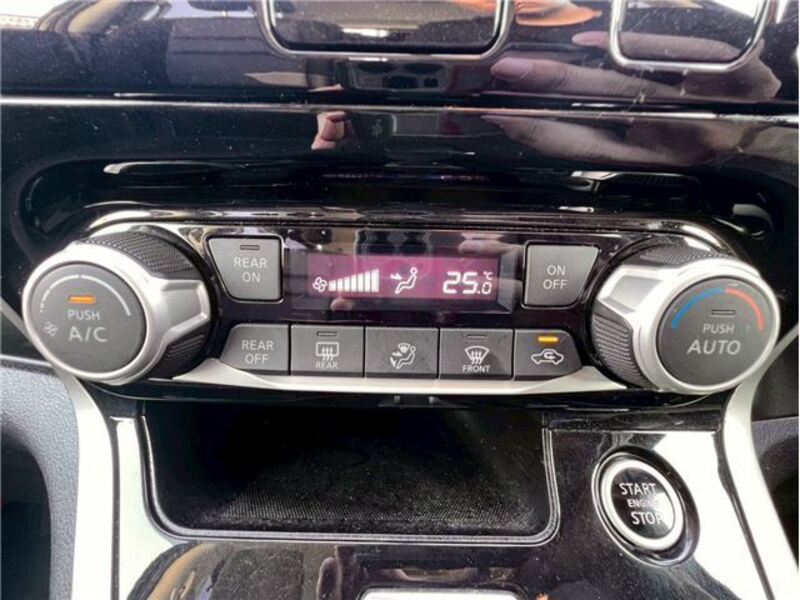 REAR
ON
25.0 °C
ON
OFF
PUSH
A/C
PUSH
AUTO
REAR
OFF
REAR
FRONT
START
ENGINE
STOP